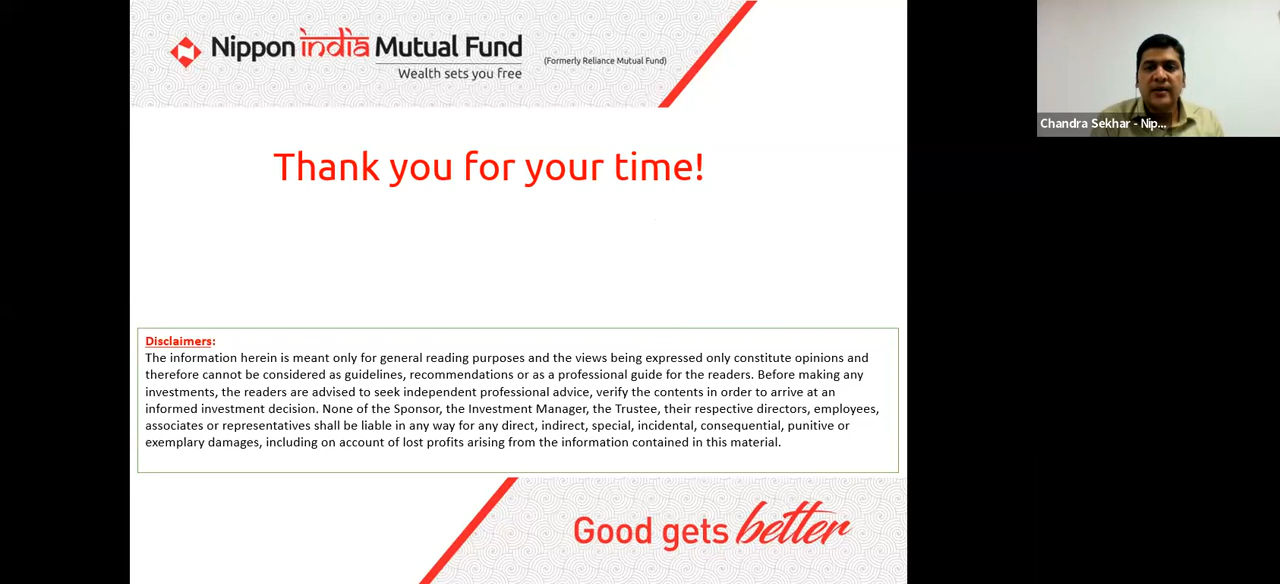 Nippon india Mutual Fund
Wealth sets you free
(Formerly Reliance Mutual Fund)
Chandra Sekhar - Nip...
Thank you for your time!
Disclaimers:
The information herein is meant only for general reading purposes and the views being expressed only constitute opinions and
therefore cannot be considered as guidelines, recommendations or as a professional guide for the readers. Before making any
investments, the readers are advised to seek independent professional advice, verify the contents in order to arrive at an
informed investment decision. None of the Sponsor, the Investment Manager, the Trustee, their respective directors, employees,
associates or representatives shall be liable in any way for any direct, indirect, special, incidental, consequential, punitive or
exemplary damages, including on account of lost profits arising from the information contained in this material.
Good gets better